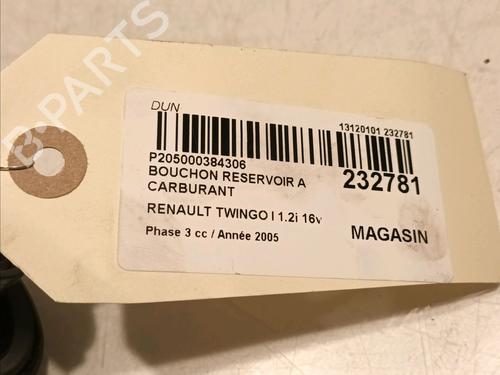 B-PARTS
DUN
13120101 232781
P205000384306
BOUCHON RESERVOIR A
CARBURANT
232781
RENAULT TWINGO I 1.2i 16v
MAGASIN
Phase 3 cc / Année 2005